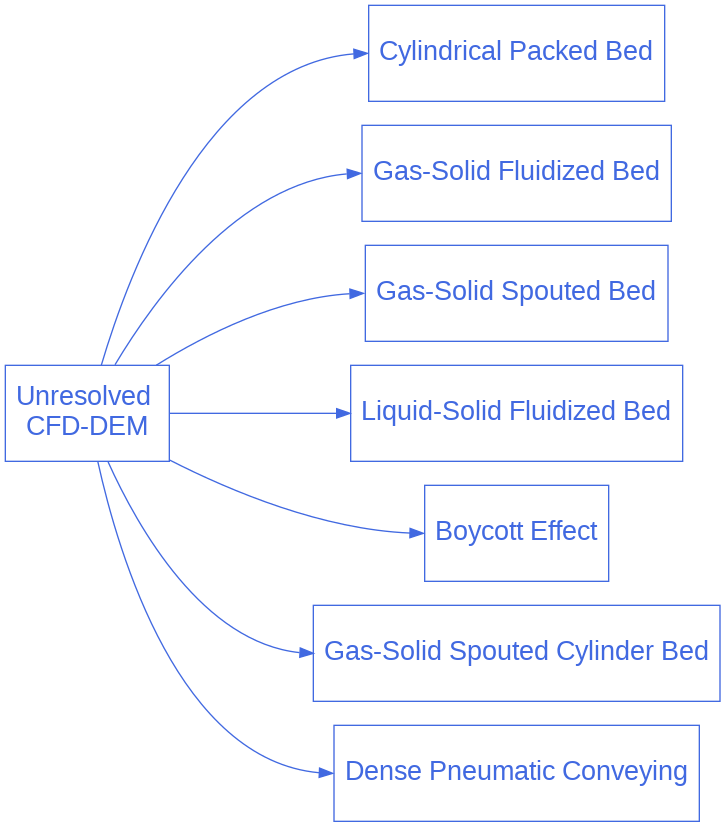 Cylindrical Packed Bed
Gas-Solid Fluidized Bed
Gas-Solid Spouted Bed
Unresolved
CFD-DEM
Liquid-Solid Fluidized Bed
Boycott Effect
Gas-Solid Spouted Cylinder Bed
Dense Pneumatic Conveying